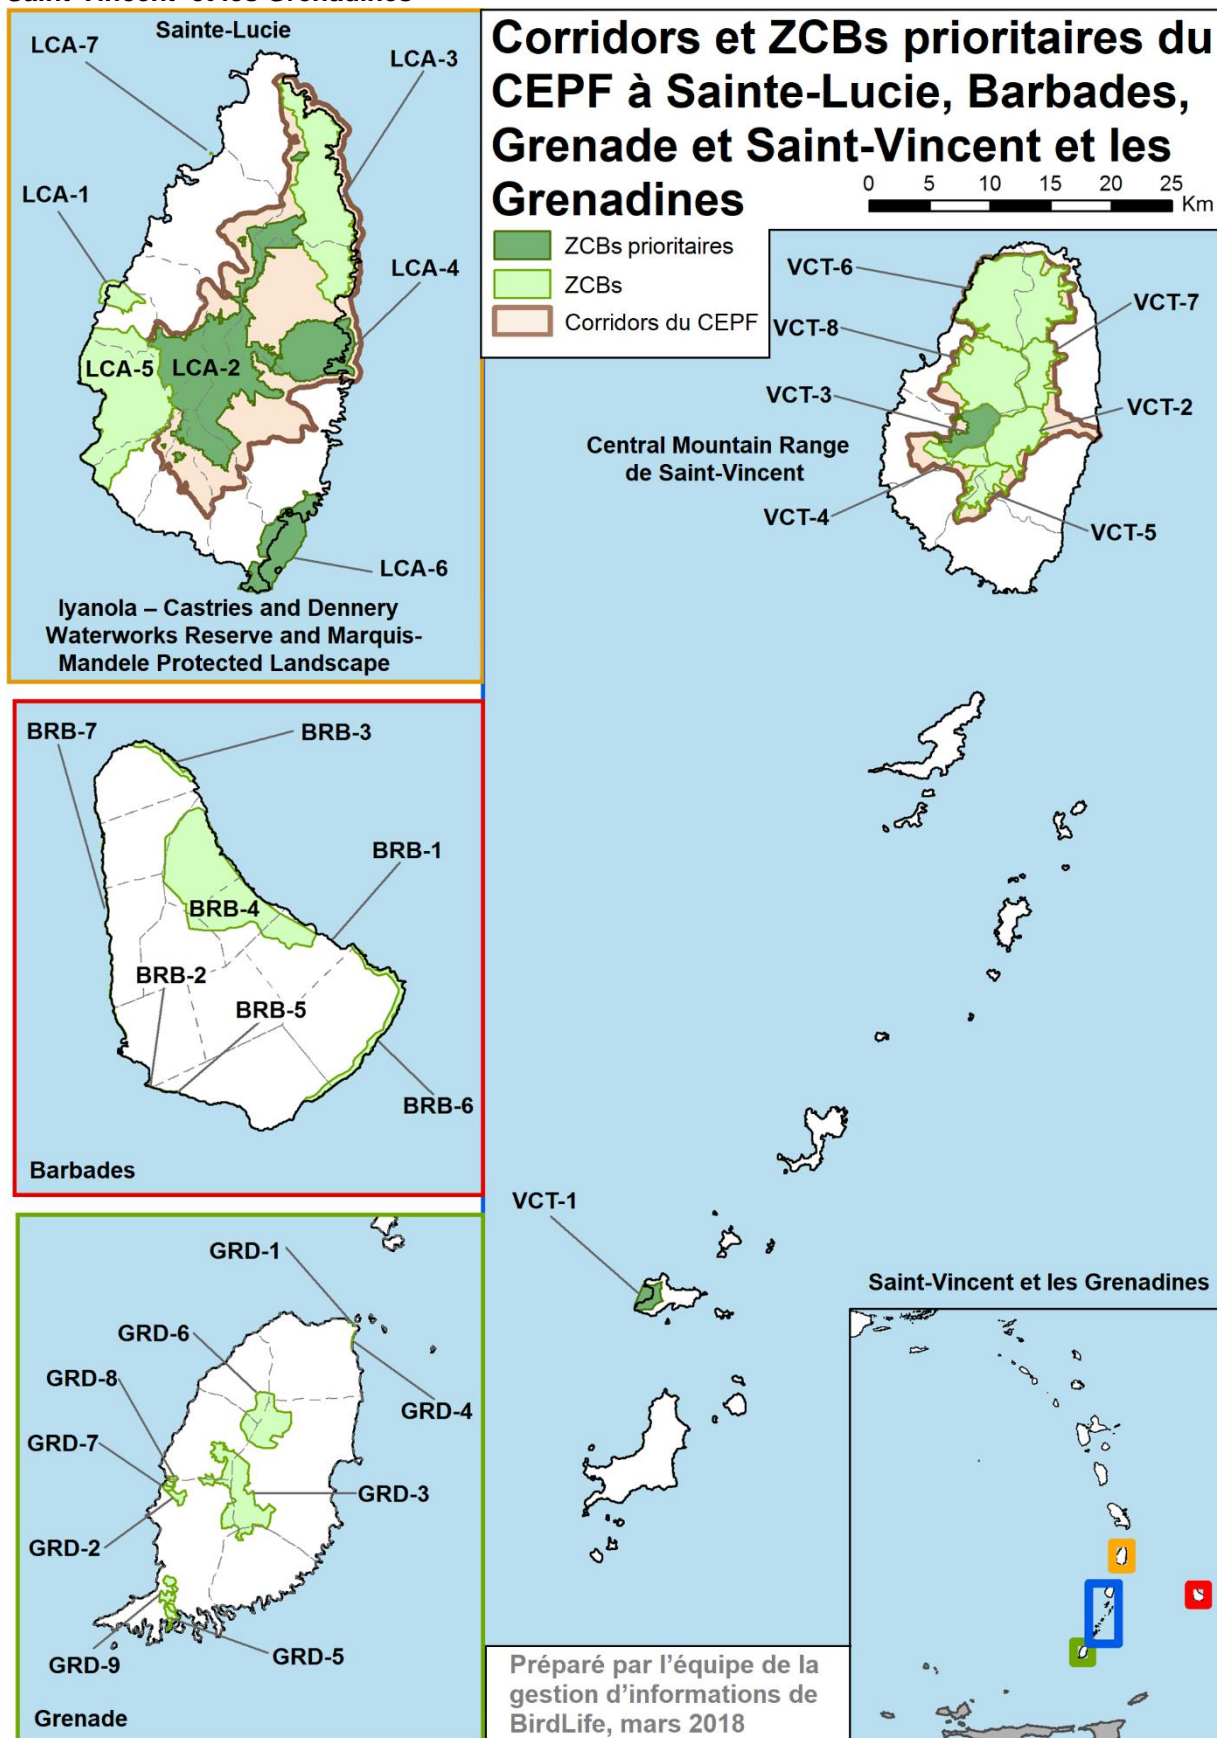 Saint-Vincent et les Grenadines
Corridors et ZCBs prioritaires du
CEPF à Sainte-Lucie, Barbades,
Grenade et Saint-Vincent et les
Grenadines
0 5 10 15 20 25
Km
ZCBs prioritaires
ZCBs
Corridors du CEPF
Sainte-Lucie
LCA-7
LCA-3
LCA-1
LCA-4
LCA-5
LCA-2
LCA-6
Iyanola – Castries and Dennery
Waterworks Reserve and Marquis-
Mandele Protected Landscape
VCT-6
VCT-7
VCT-8
VCT-3
VCT-2
Central Mountain Range
de Saint-Vincent
VCT-4
VCT-5
BRB-7
BRB-3
BRB-1
BRB-4
BRB-2
BRB-5
BRB-6
Barbades
VCT-1
Saint-Vincent et les Grenadines
GRD-1
GRD-6
GRD-8
GRD-4
GRD-7
GRD-3
GRD-2
GRD-9
GRD-5
Grenade
Préparé par l'équipe de la
gestion d'informations de
BirdLife, mars 2018